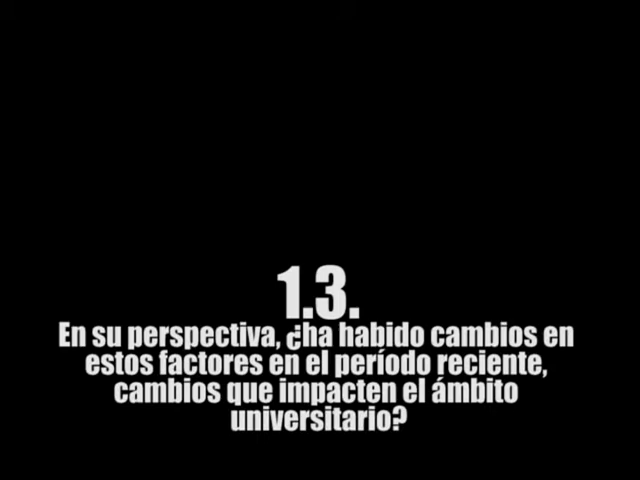 1.3.
En su perspectiva, ¿ha habido cambios en
estos factores en el período reciente,
cambios que impacten el ámbito
universitario?